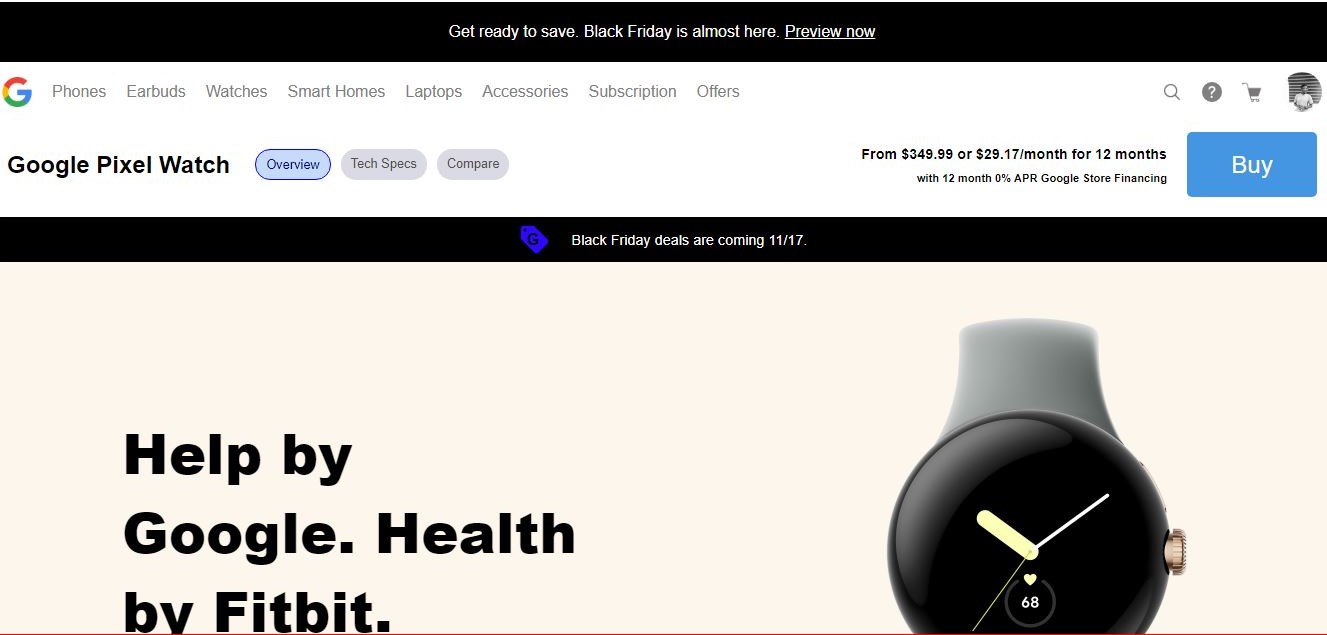 Get ready to save. Black Friday is almost here. Preview now
G Phones Earbuds Watches Smart Homes Laptops Accessories Subscription Offers ?
Google Pixel Watch Overview Tech Specs Compare
From $349.99 or $29.17/month for 12 months
with 12 month 0% APR Google Store Financing
Buy
G Black Friday deals are coming 11/17.
Help by
Google. Health
by Fitbit.
68